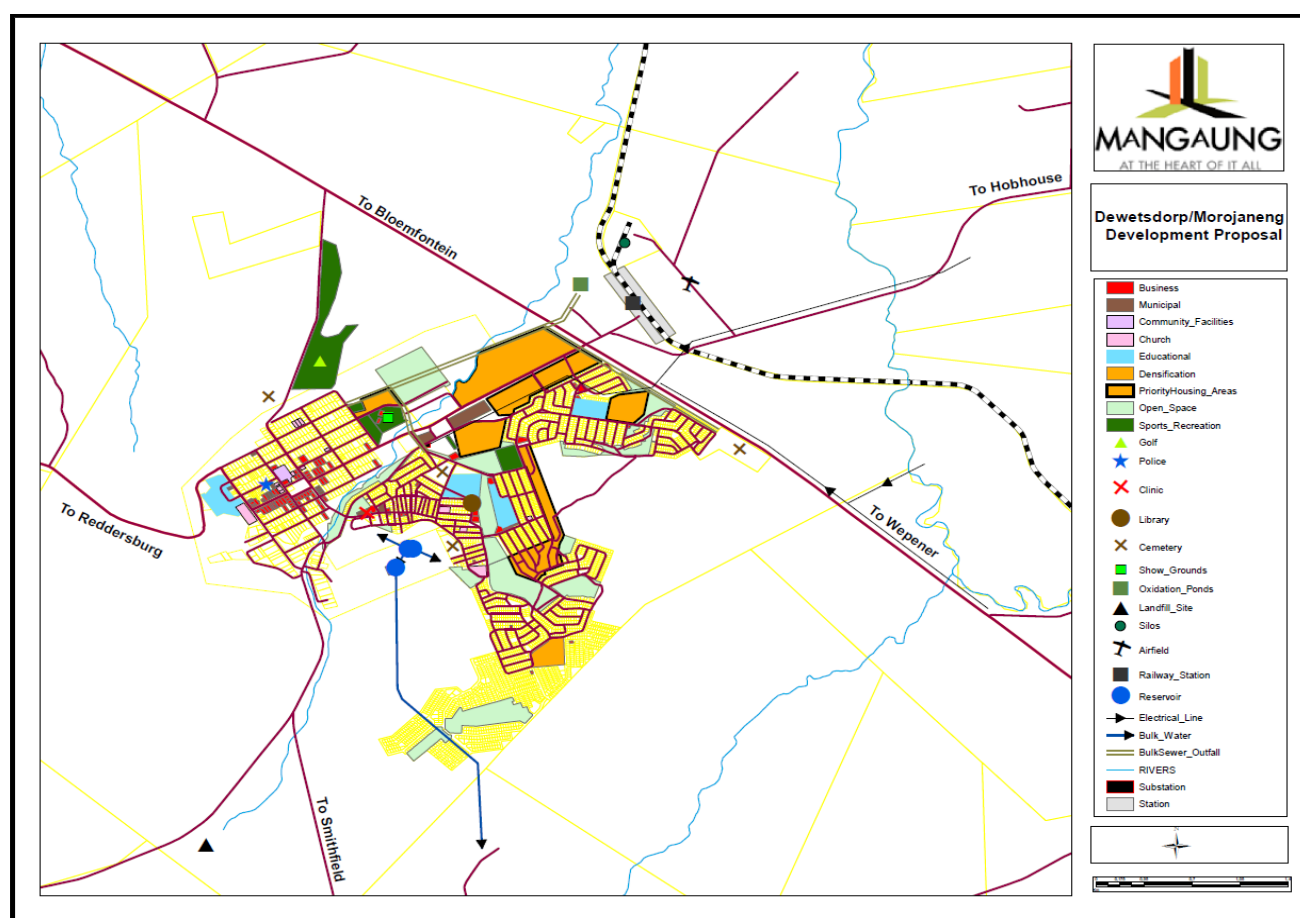 To Bloemfontein
To Hobhouse
To Reddersburg
To Wepener
To Smithfield
MANGAUNG
AT THE HEART OF IT ALL
Dewetsdorp/Morojaneng
Development Proposal
Business
Municipal
Community_Facilities
Church
Educational
Densification
PriorityHousing_Areas
Open_Space
Sports_Recreation
Golf
Police
Clinic
Library
Cemetery
Show_Grounds
Oxidation_Ponds
Landfill_Site
Silos
Airfield
Railway_Station
Reservoir
Electrical_Line
Bulk_Water
BulkSewer_Outfall
RIVERS
Substation
Station